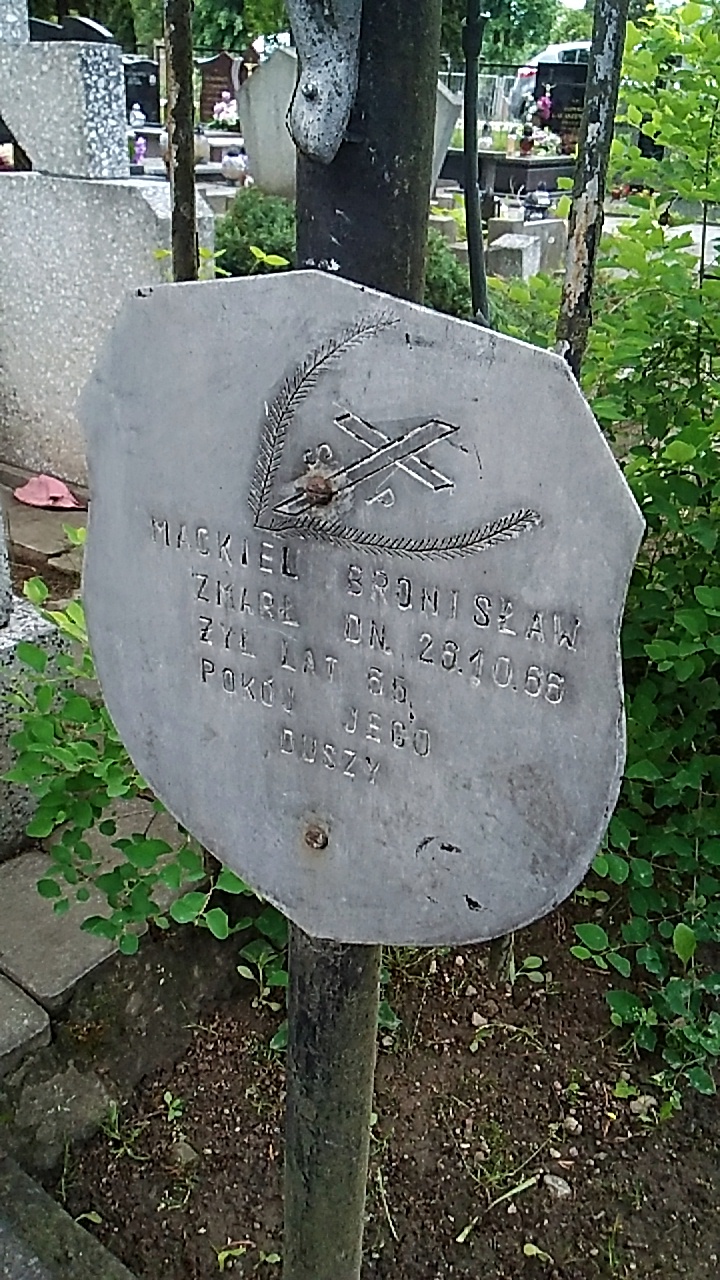 S P
MACKIEL BRONISŁAW
ZMARŁ DN. 26.10.66
ŻYŁ LAT 65,
POKÓJ JEGO
DUSZY